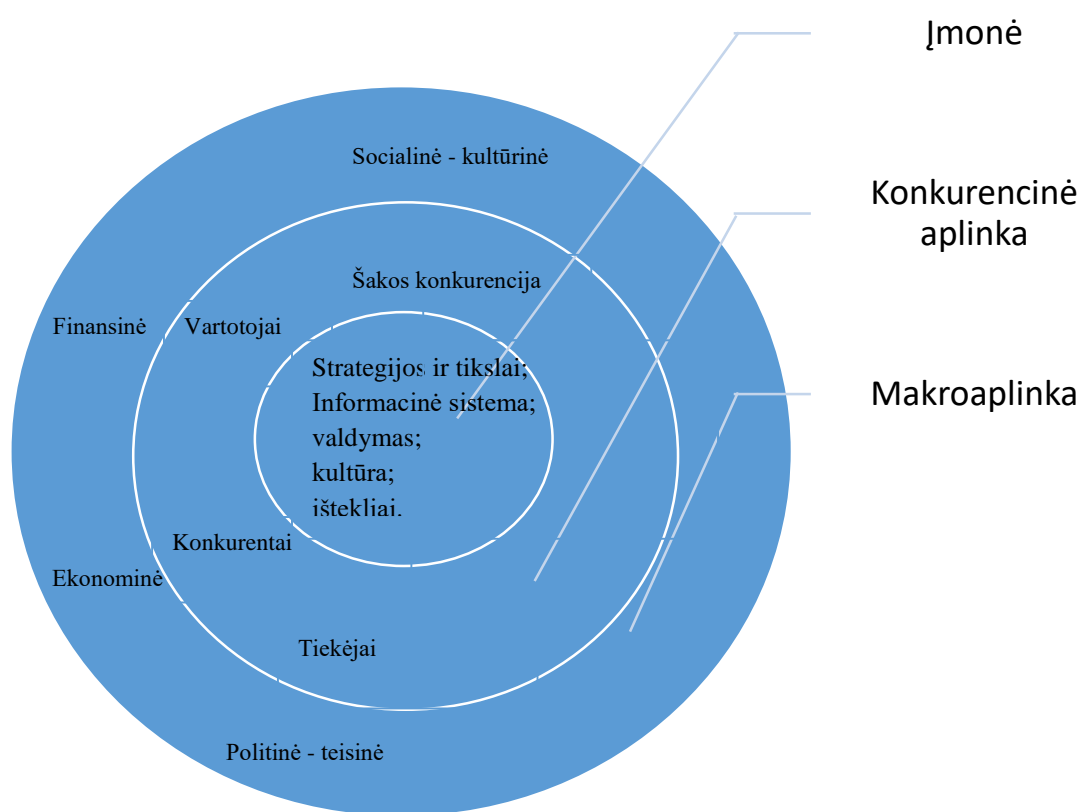 Įmonė
Socialinė - kultūrinė
Konkurencinė
aplinka
Šakos konkurencija
Finansinė
Vartotojai
Strategijos ir tikslai;
Informacinė sistema;
valdymas;
kultūra;
ištekliai.
Makroaplinka
Konkurentai
Ekonominė
Tiekėjai
Politinė - teisinė